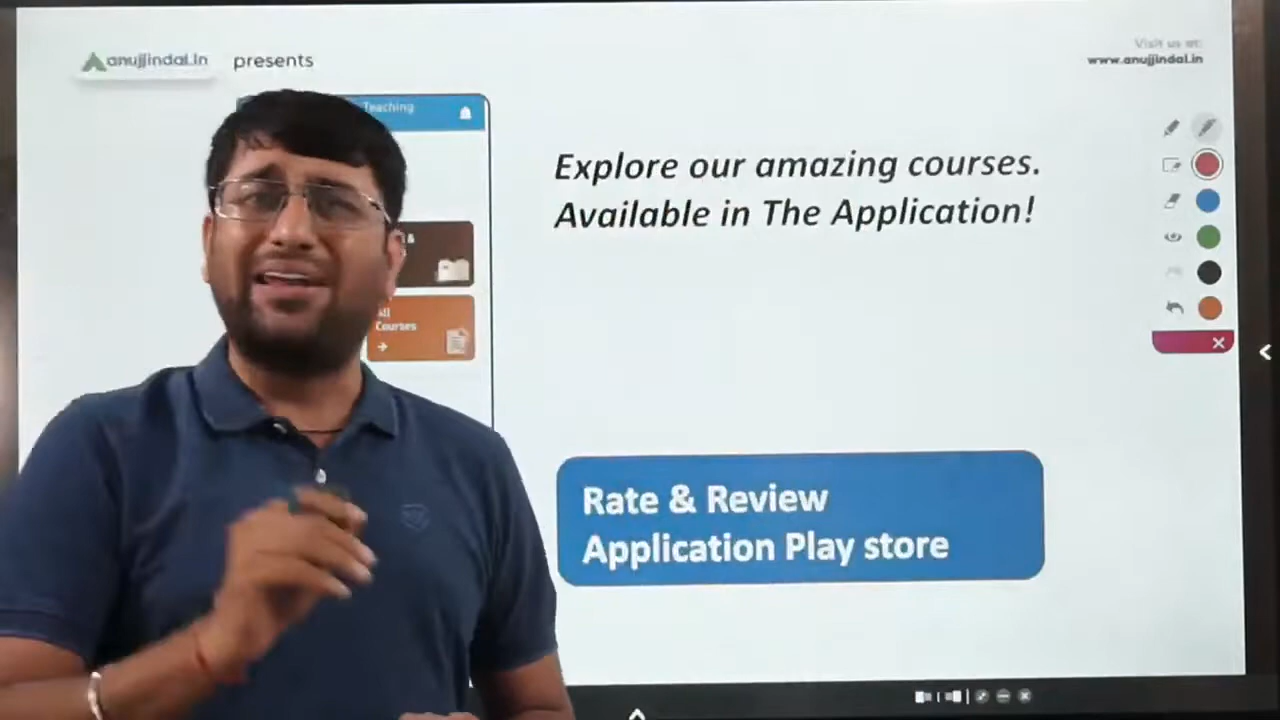 anujjindal.in presents
Visit us at:
www.anujjindal.in
Teaching
Explore our amazing courses.
Available in The Application!
&
All
Courses
Rate & Review
Application Play store